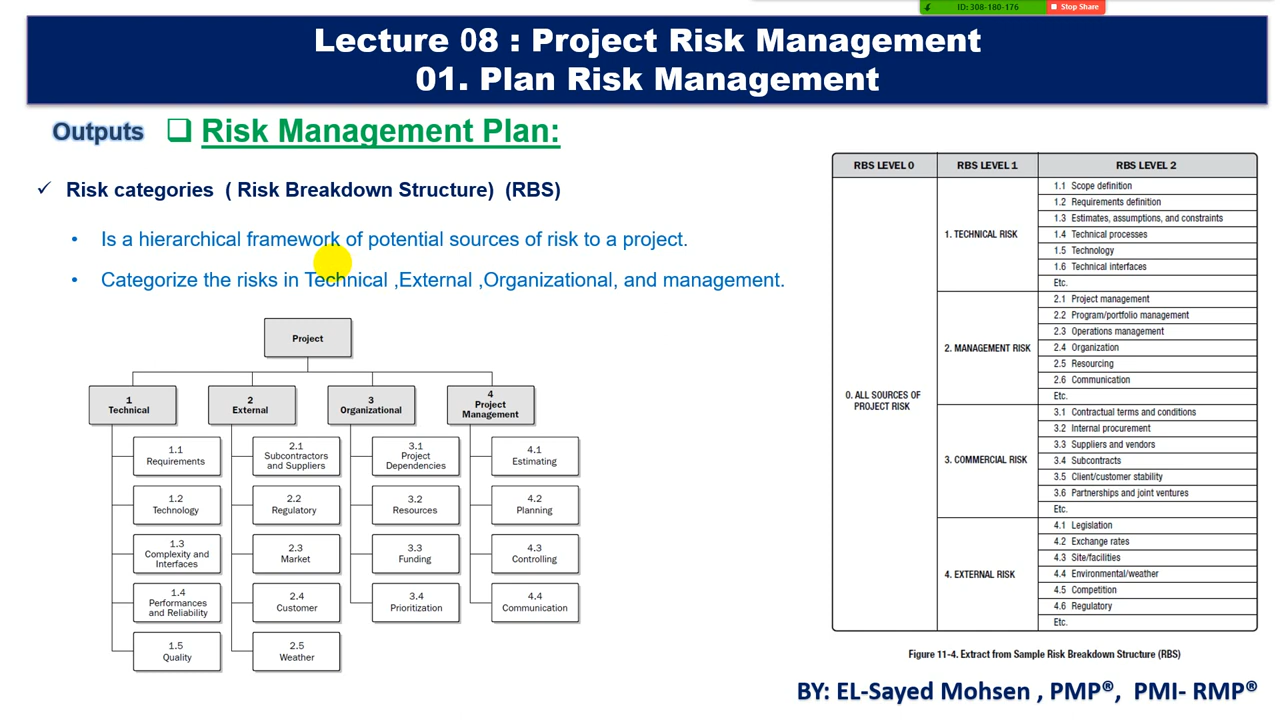 ID: 308-180-176
Stop Share
Lecture 08 : Project Risk Management
01. Plan Risk Management
Outputs
Risk Management Plan:
Risk categories ( Risk Breakdown Structure) (RBS)
Is a hierarchical framework of potential sources of risk to a project.
Categorize the risks in Technical ,External ,Organizational, and management.
Project
1
Technical
2
External
3
Organizational
4
Project
Management
1.1
Requirements
1.2
Technology
1.3
Complexity and
Interfaces
1.4
Performances
and Reliability
1.5
Quality
2.1
Subcontractors
and Suppliers
2.2
Regulatory
2.3
Market
2.4
Customer
2.5
Weather
3.1
Project
Dependencies
3.2
Resources
3.3
Funding
3.4
Prioritization
4.1
Estimating
4.2
Planning
4.3
Controlling
4.4
Communication
RBS LEVEL 0
RBS LEVEL 1
RBS LEVEL 2
0. ALL SOURCES OF
PROJECT RISK
1. TECHNICAL RISK
1.1 Scope definition
1.2 Requirements definition
1.3 Estimates, assumptions, and constraints
1.4 Technical processes
1.5 Technology
1.6 Technical interfaces
Etc.
2. MANAGEMENT RISK
2.1 Project management
2.2 Program/portfolio management
2.3 Operations management
2.4 Organization
2.5 Resourcing
2.6 Communication
Etc.
3. COMMERCIAL RISK
3.1 Contractual terms and conditions
3.2 Internal procurement
3.3 Suppliers and vendors
3.4 Subcontracts
3.5 Client/customer stability
3.6 Partnerships and joint ventures
Etc.
4. EXTERNAL RISK
4.1 Legislation
4.2 Exchange rates
4.3 Site/facilities
4.4 Environmental/weather
4.5 Competition
4.6 Regulatory
Etc.
Figure 11-4. Extract from Sample Risk Breakdown Structure (RBS)
BY: EL-Sayed Mohsen , PMP®, PMI- RMP®